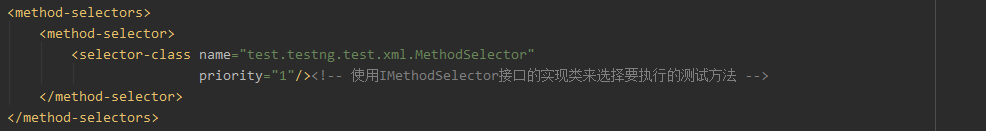 <method-selectors>
    <method-selector>
        <selector-class name="test.testng.test.xml.MethodSelector"
                        priority="1"/><!-- 使用IMethodSelector接口的实现类来选择要执行的测试方法 -->
    </method-selector>
</method-selectors>